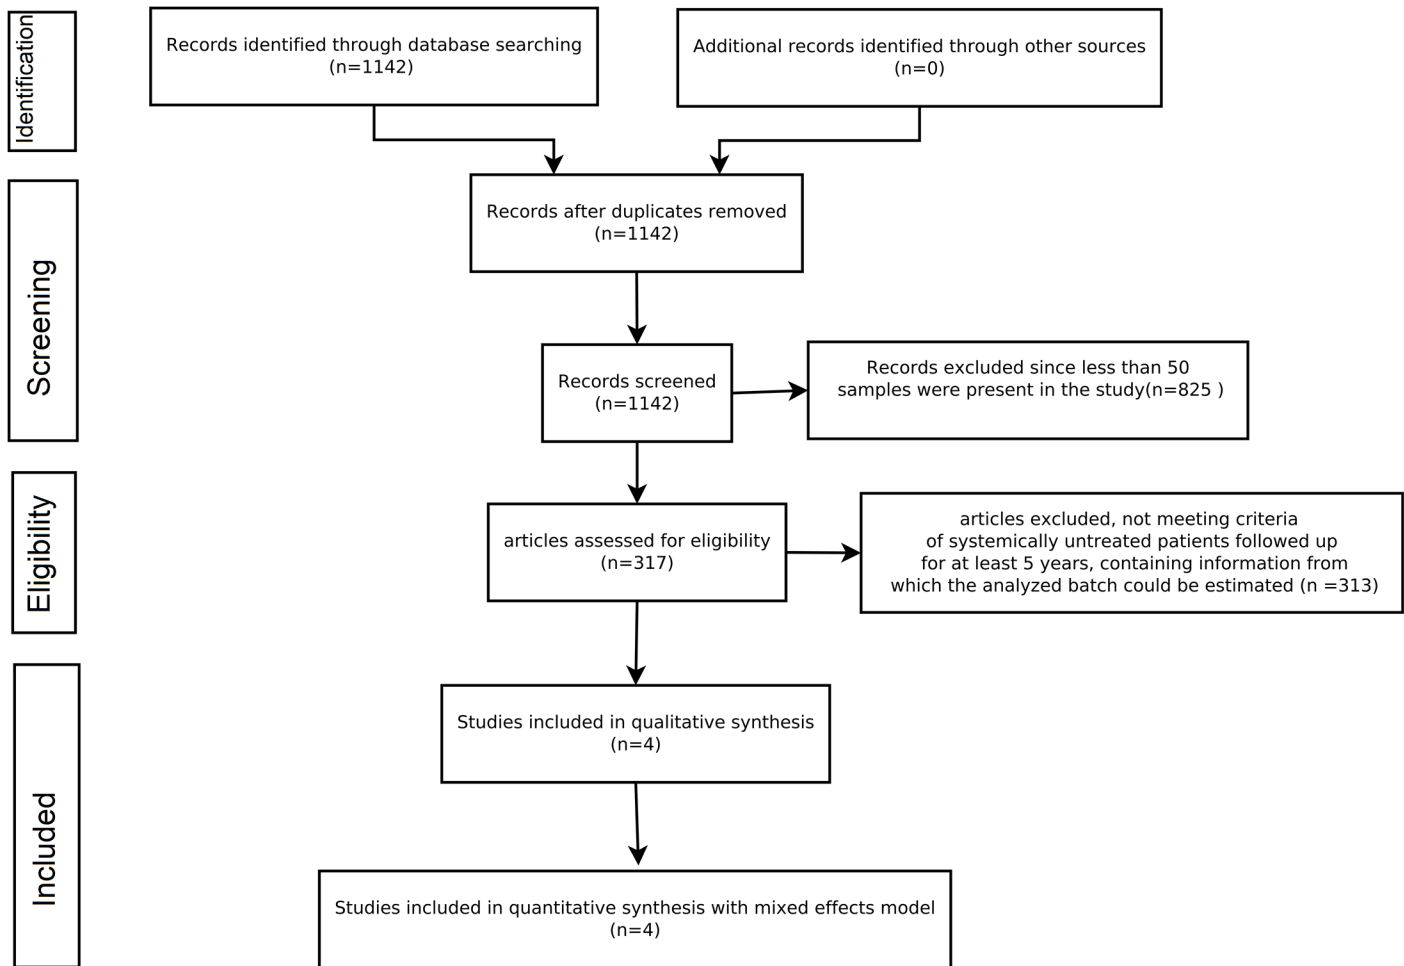 Identification
Records identified through database searching
(n=1142)
Additional records identified through other sources
(n=0)
Screening
Records after duplicates removed
(n=1142)
Records screened
(n=1142)
Records excluded since less than 50
samples were present in the study(n=825 )
Eligibility
articles assessed for eligibility
(n=317)
articles excluded, not meeting criteria
of systemically untreated patients followed up
for at least 5 years, containing information from
which the analyzed batch could be estimated (n =313)
Included
Studies included in qualitative synthesis
(n=4)
Studies included in quantitative synthesis with mixed effects model
(n=4)